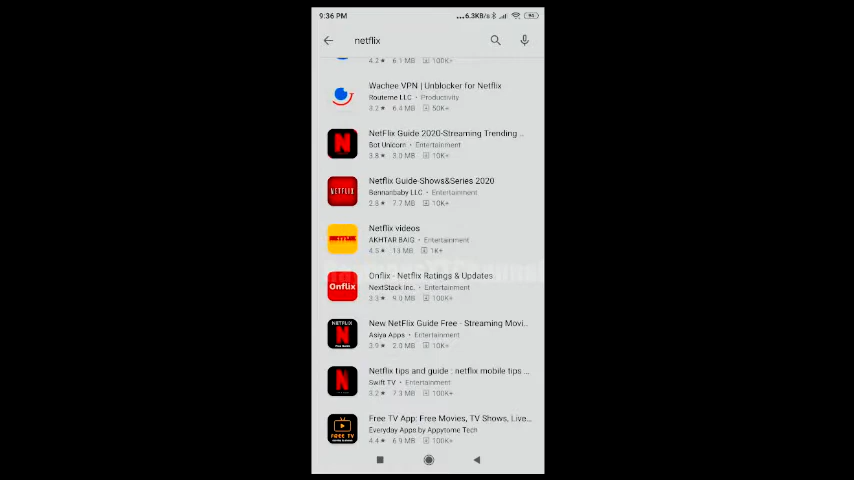 9:36 PM
...6.3KB/s
netflix
4.2★ 6.1 MB 100K+
Wachee VPN | Unblocker for Netflix
Routeme LLC • Productivity
3.2★ 6.4 MB 50K+
NetFlix Guide 2020-Streaming Trending ..
Bot Unicorn • Entertainment
3.8★ 3.0 MB 10K+
NETFLIX
Netflix Guide-Shows&Series 2020
Bennanbaby LLC • Entertainment
2.8★ 7.7 MB 10K+
Netflix videos
AKHTAR BAIG • Entertainment
4.5★ 13 MB 1K+
Onflix
Onflix - Netflix Ratings & Updates
NextStack Inc. • Entertainment
3.3★ 9.0 MB 100K+
NETFLIX
N
New NetFlix Guide Free - Streaming Movi..
Asiya Apps • Entertainment
3.9★ 2.0 MB 10K+
Netflix tips and guide : netflix mobile tips ...
Swift TV • Entertainment
3.2★ 7.3 MB 100K+
FREE TV
Free TV App: Free Movies, TV Shows, Live...
Everyday Apps by Appytome Tech
4.4★ 6.9 MB 100K+